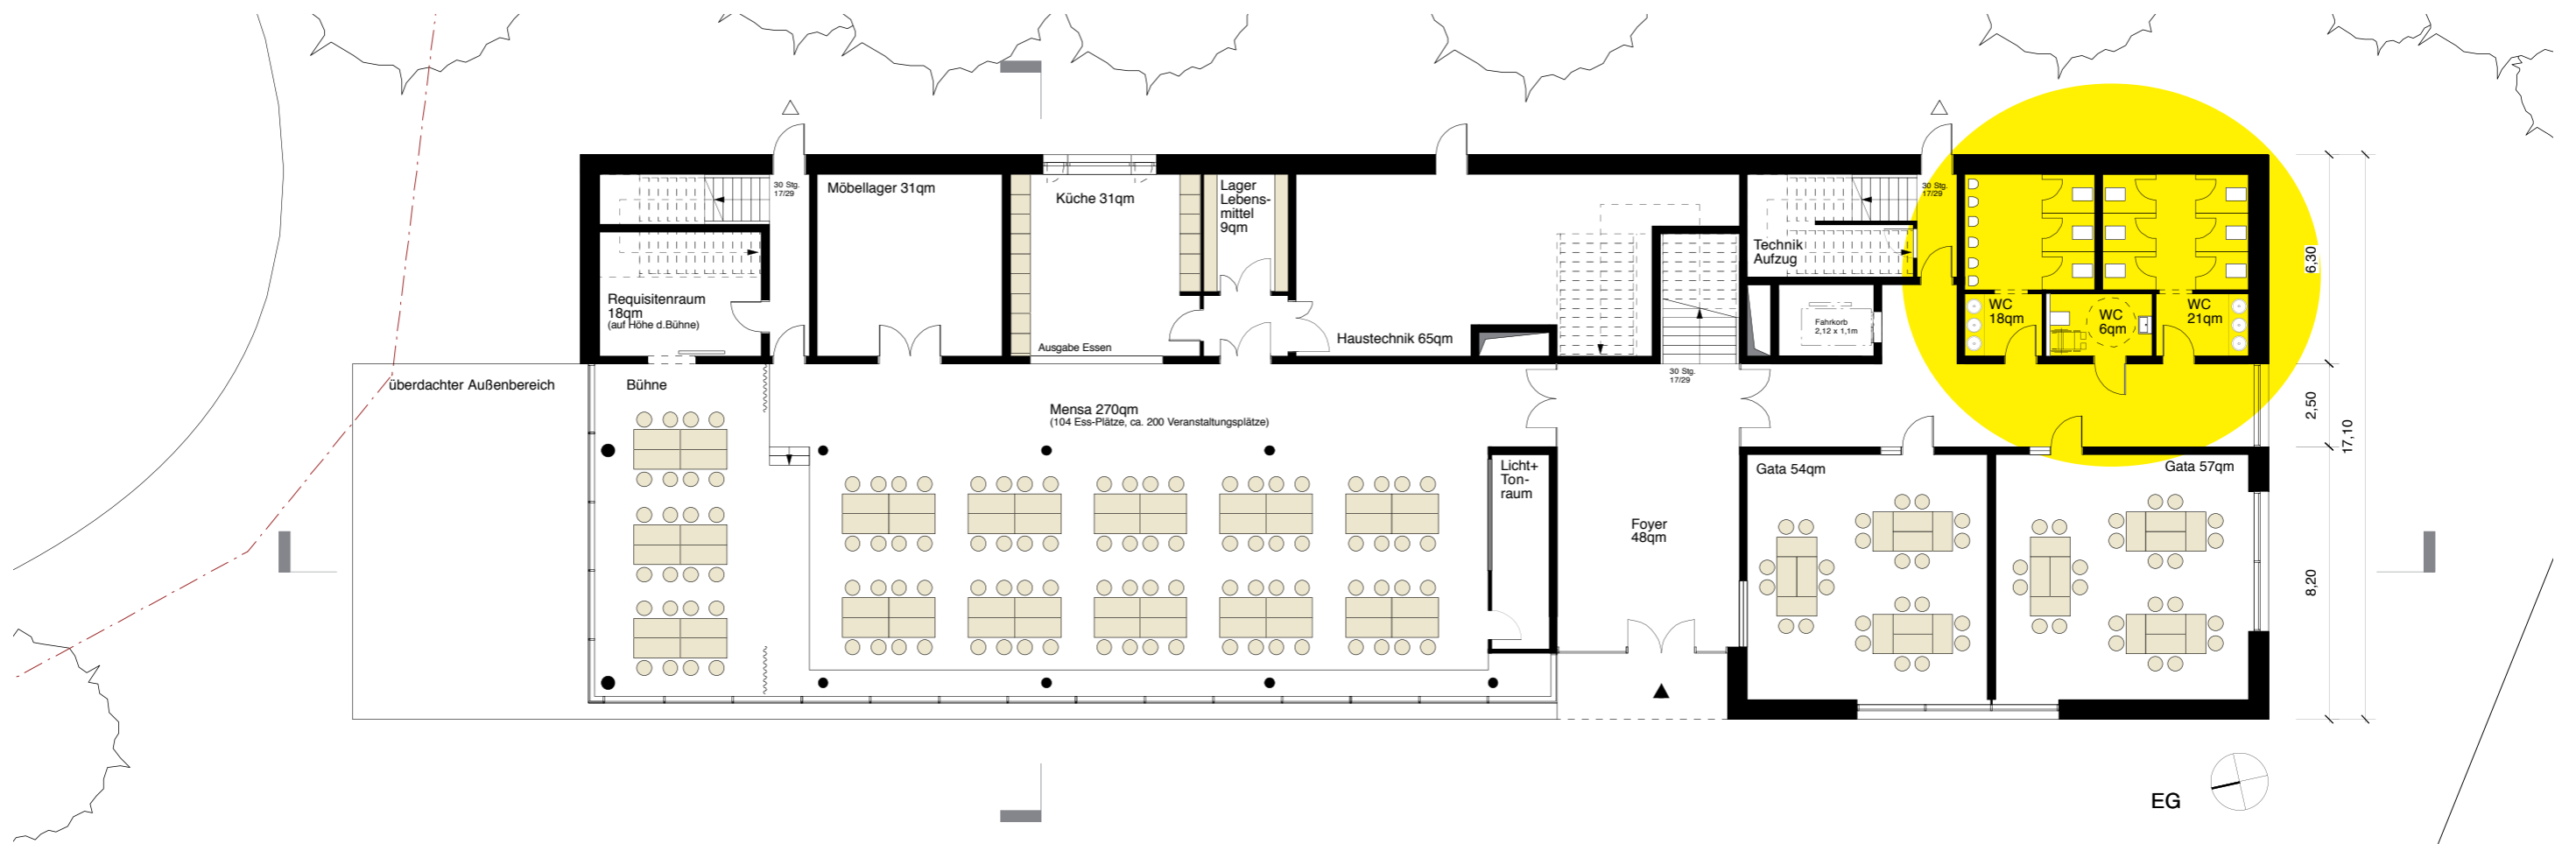 30 Stg.
17/29
Möbellager 31qm
Küche 31qm
Lager
Lebens-
mittel
9qm
30 Stg.
17/29
Technik
Aufzug
Requisitenraum
18qm
(auf Höhe d.Bühne)
Ausgabe Essen
Haustechnik 65qm
Fahrkorb
2,12 x 1,1m
WC
18qm
WC
6qm
WC
21qm
6,30
überdachter Außenbereich
Bühne
30 Stg.
17/29
Mensa 270qm
(104 Ess-Plätze, ca. 200 Veranstaltungsplätze)
2,50
17,10
Licht+
Ton-
raum
Gata 54qm
Gata 57qm
Foyer
48qm
8,20
EG